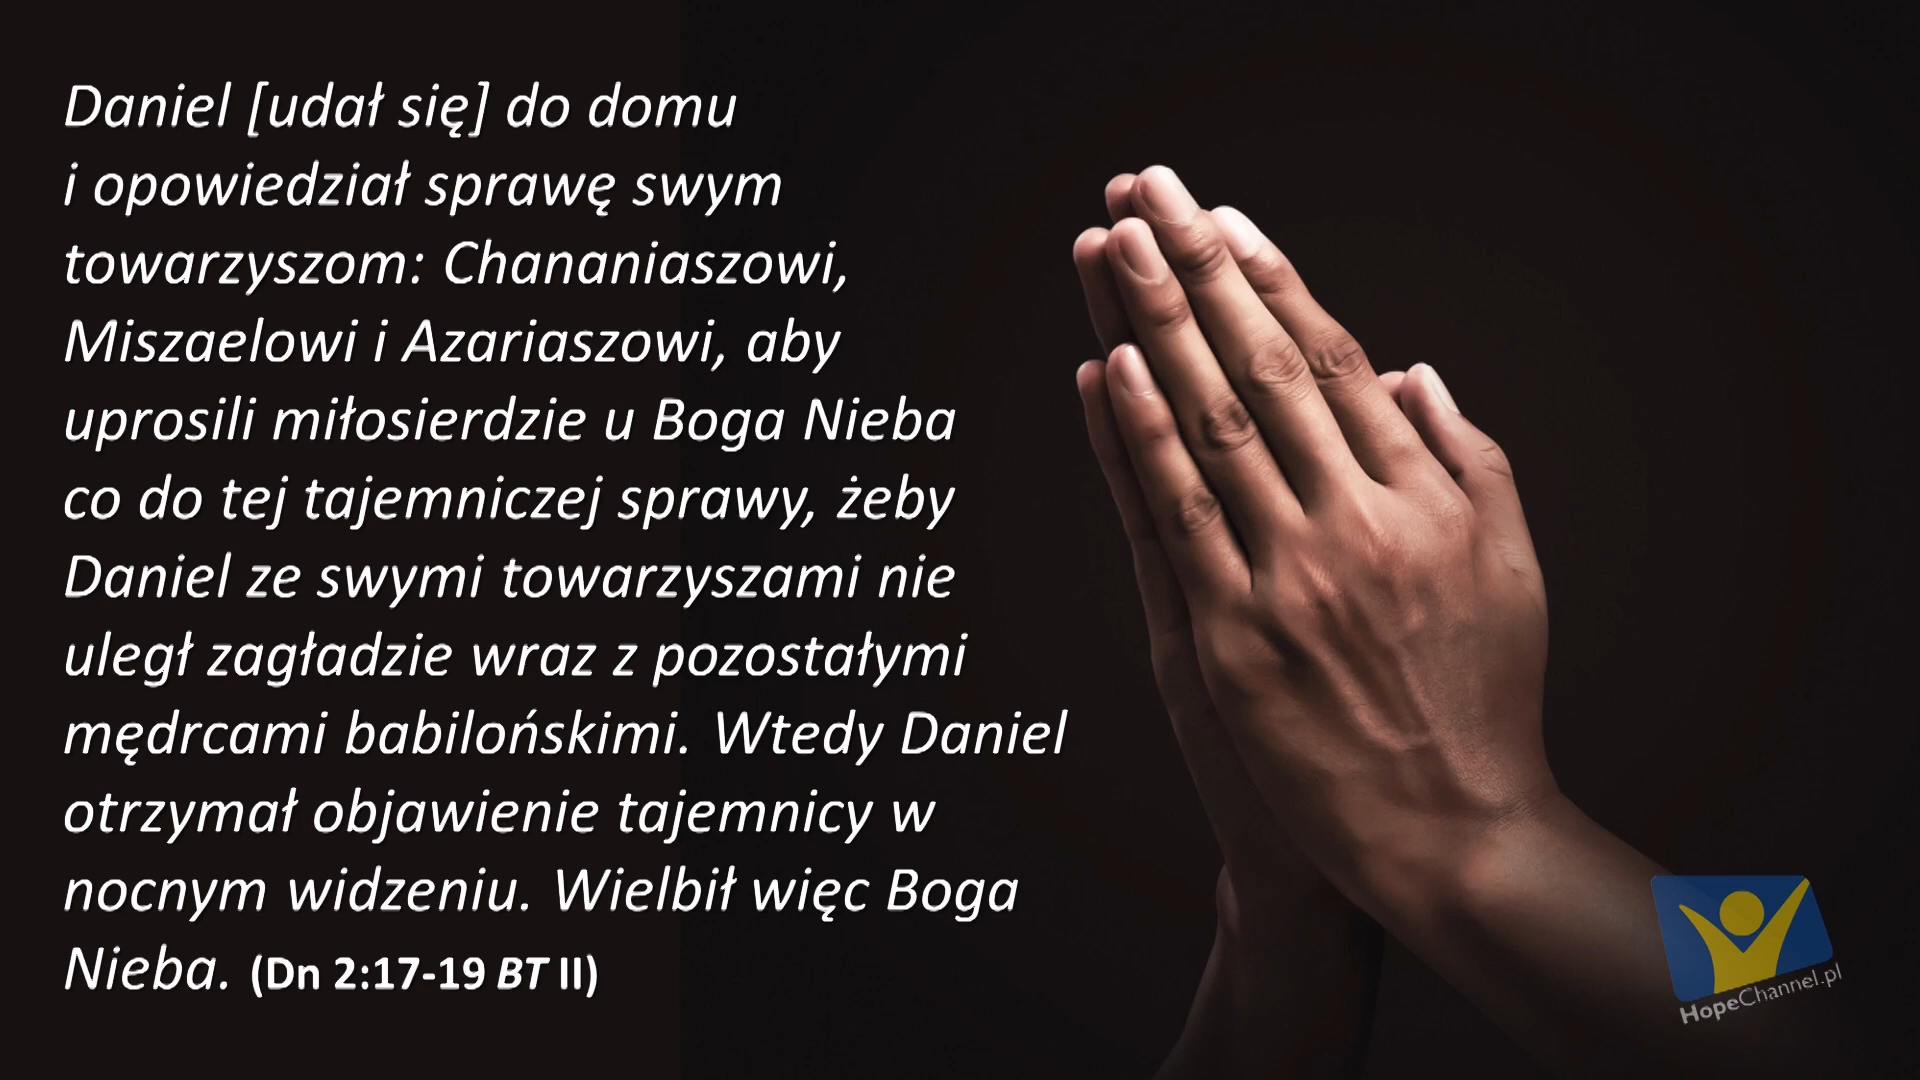 Daniel [udał się] do domu
i opowiedział sprawę swym
towarzyszom: Chananiaszowi,
Miszaelowi i Azariaszowi, aby
uprosili miłosierdzie u Boga Nieba
co do tej tajemniczej sprawy, żeby
Daniel ze swymi towarzyszami nie
uległ zagładzie wraz z pozostałymi
mędrcami babilońskimi. Wtedy Daniel
otrzymał objawienie tajemnicy w
nocnym widzeniu. Wielbił więc Boga
Nieba. (Dn 2:17-19 BT II)
HopeChannel.pl